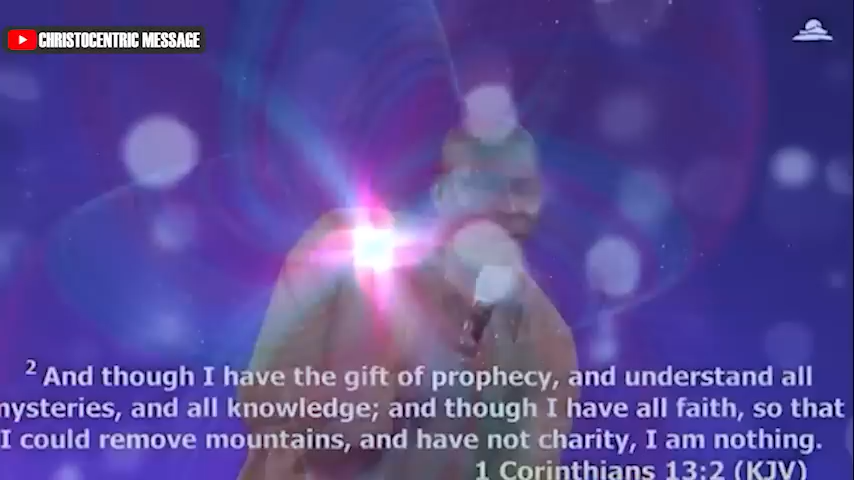 CHRISTOCENTRIC MESSAGE
2 And though I have the gift of prophecy, and understand all
mysteries, and all knowledge; and though I have all faith, so that
I could remove mountains, and have not charity, I am nothing.
1 Corinthians 13:2 (KJV)